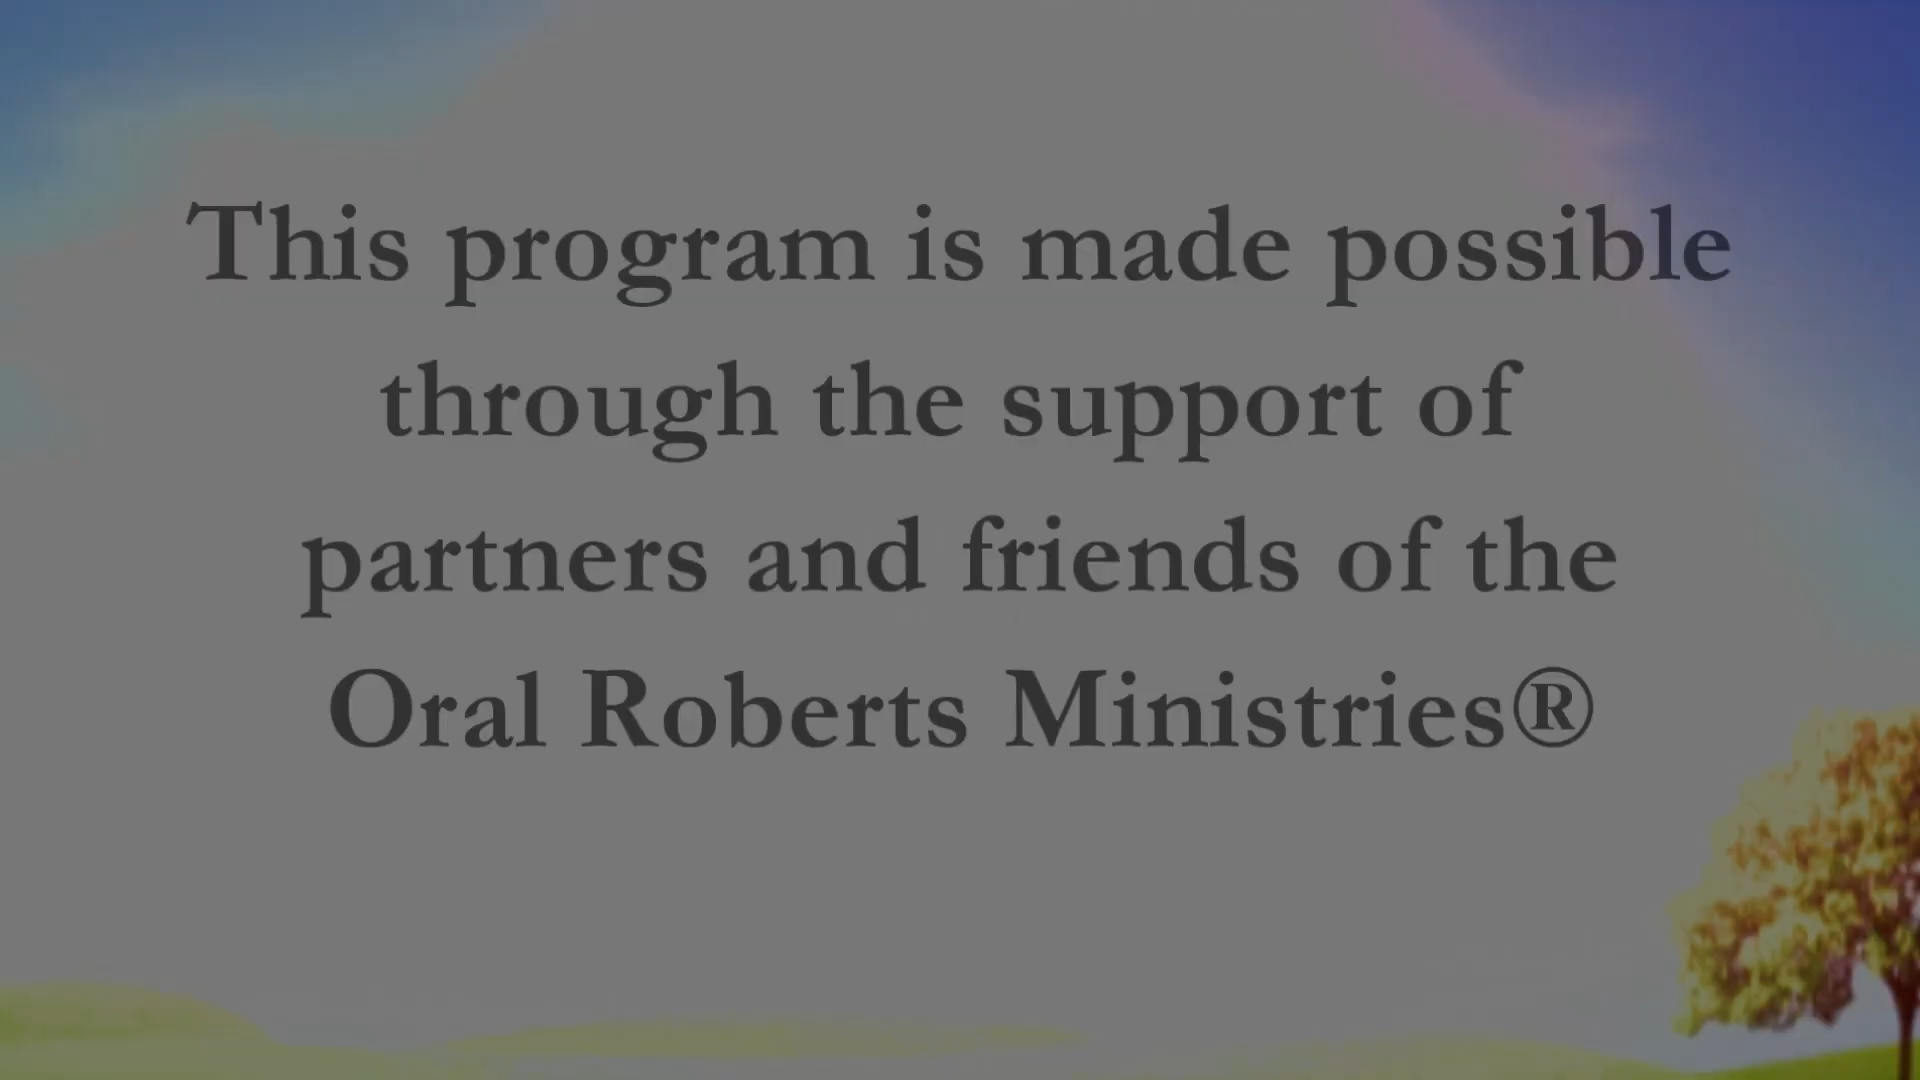 This program is made possible
through the support of
partners and friends of the
Oral Roberts Ministries®